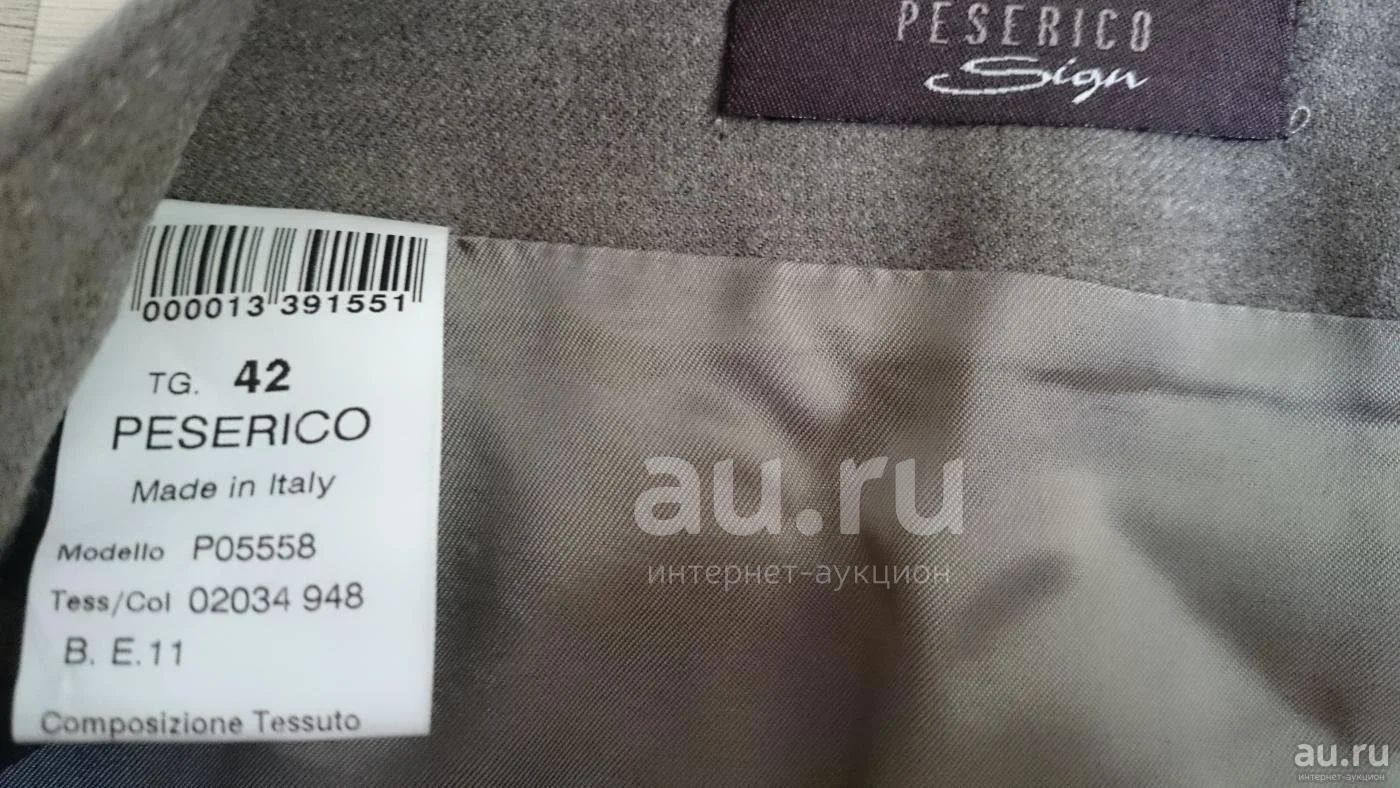 PESERICO
Sign
000013 391551
TG. 42
PESERICO
Made in Italy
Modello P05558
Tess/Col 02034 948
B. E.11
Composizione Tessuto
au.ru
интернет-аукцион
au.ru
интернет-аукцион